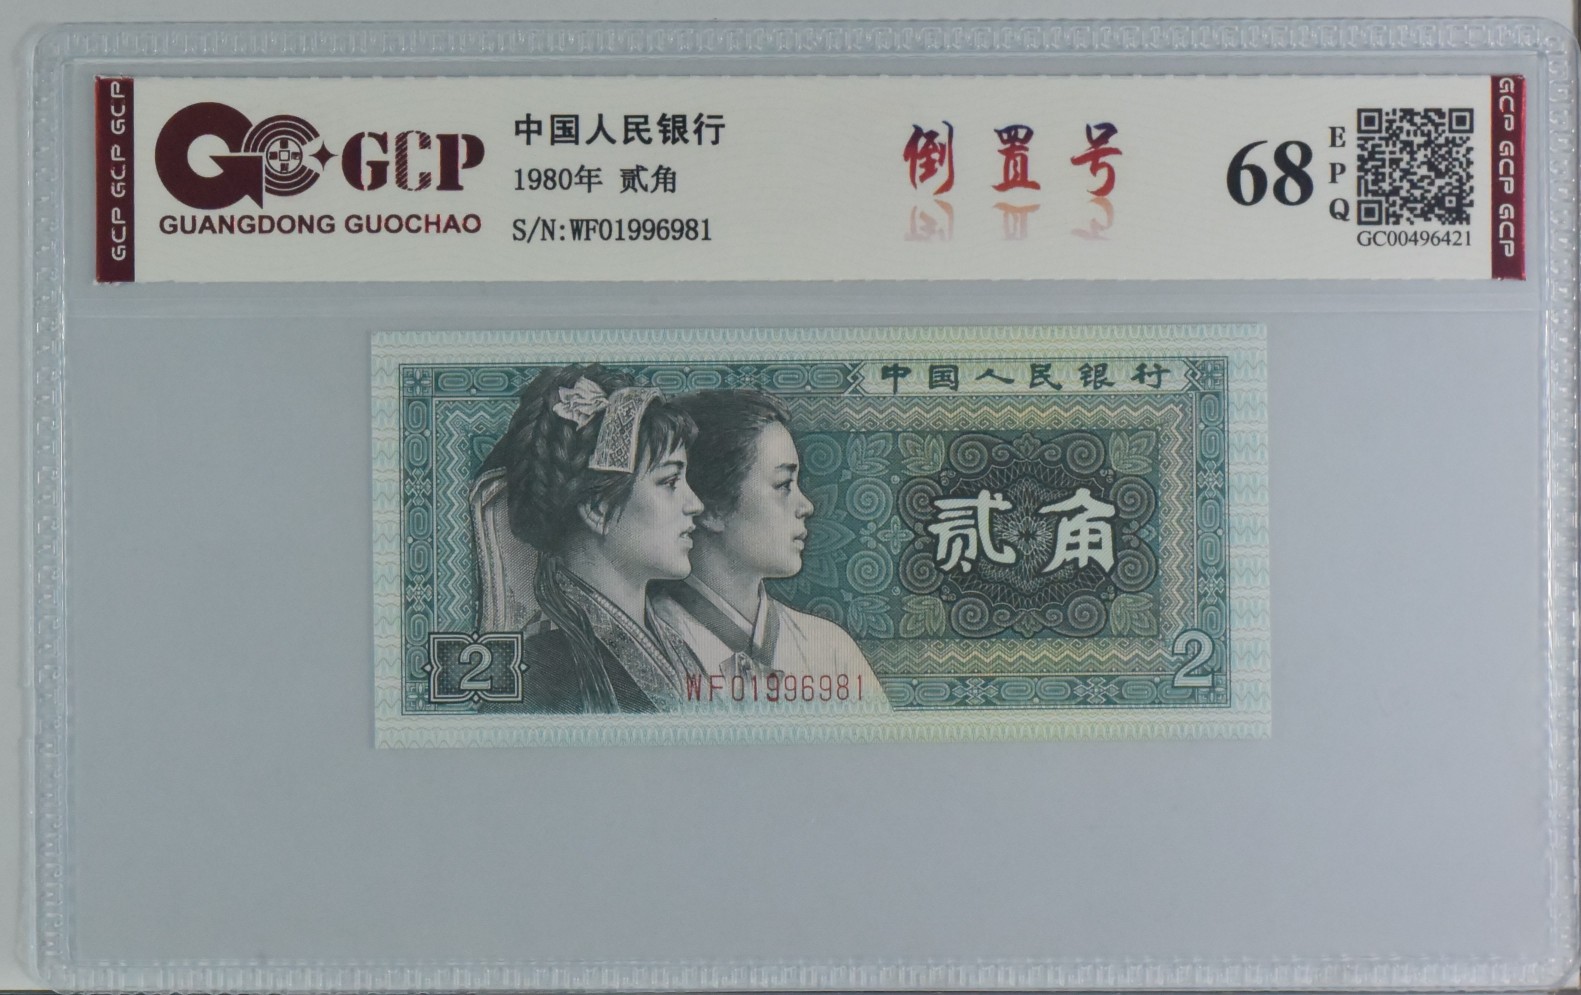 GCP GCP GCP
GCP
GUANGDONG GUOCHAO
中国人民银行
1980年 贰角
S/N:WF01996981
倒置号
68
EPQ
GC00496421
GCP GCP GCP
中国人民银行
贰角
2
2
WF01996981